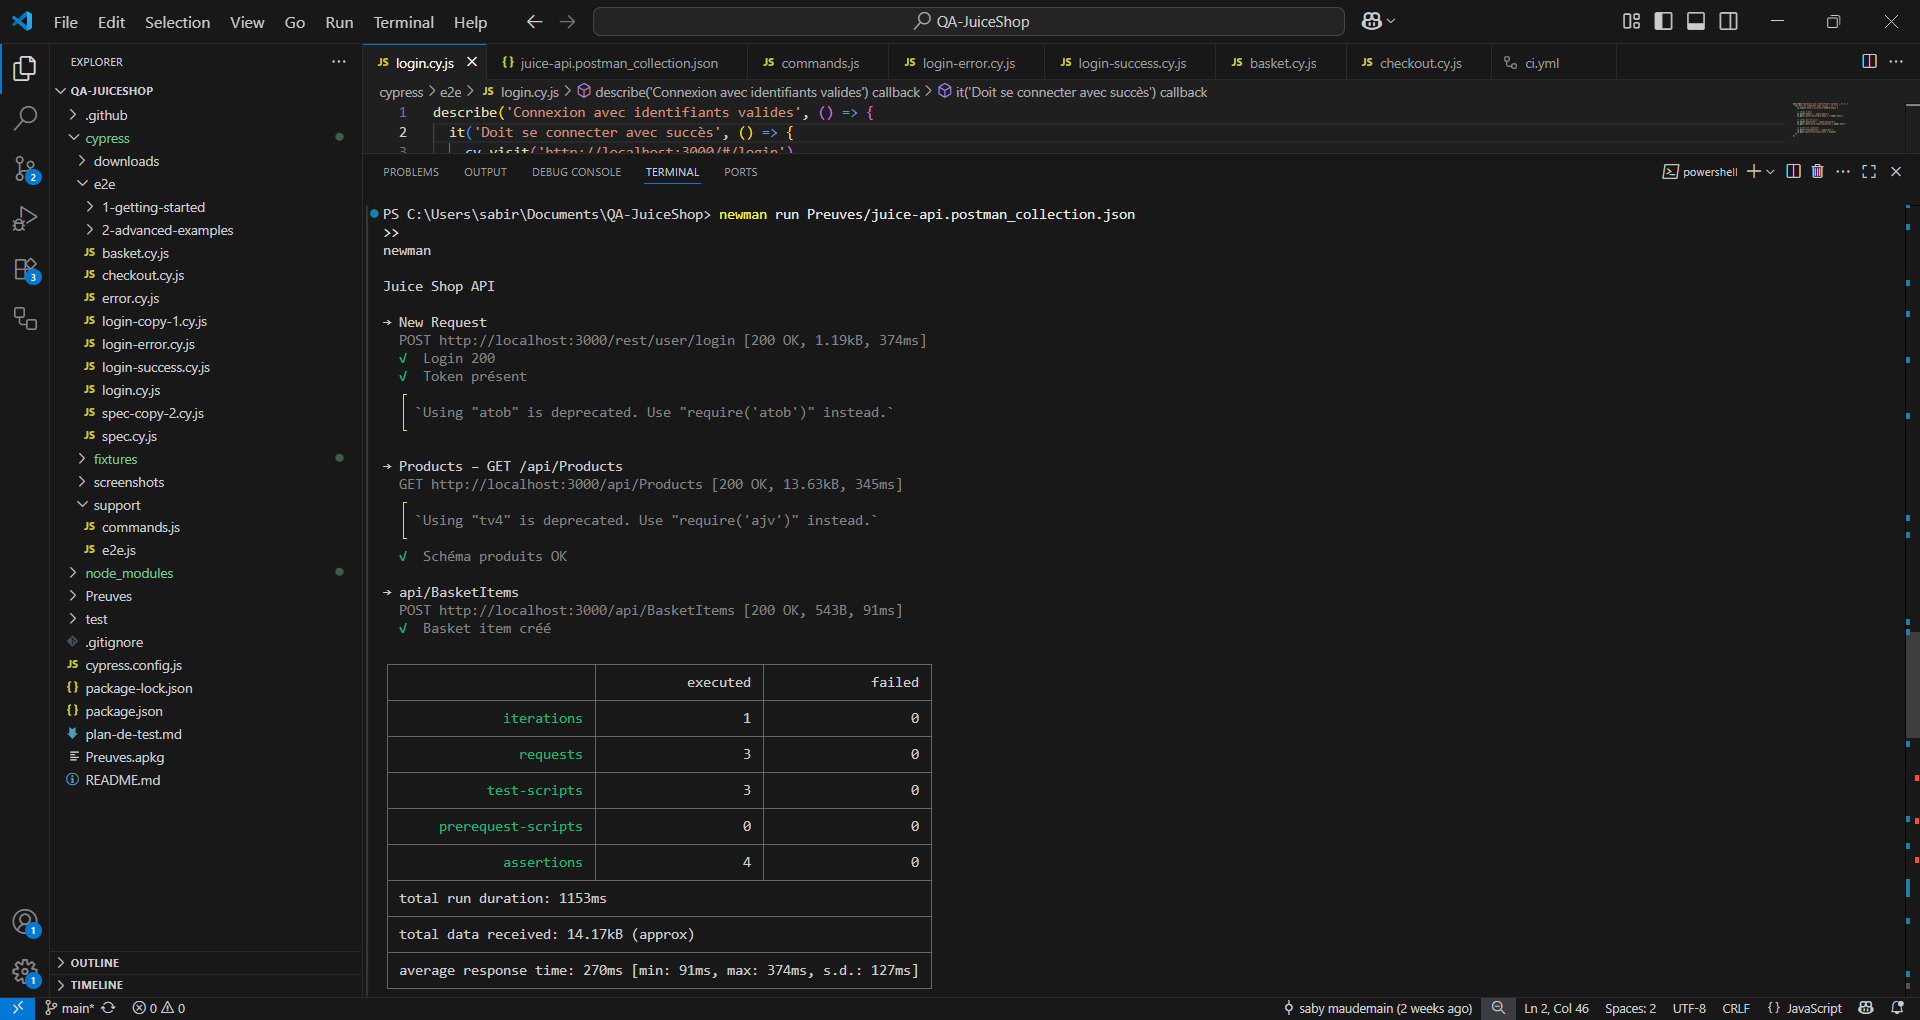 File Edit Selection View Go Run Terminal Help
QA-JuiceShop
EXPLORER
QA-JUICESHOP
.github
cypress
downloads
e2e
1-getting-started
2-advanced-examples
basket.cy.js
checkout.cy.js
error.cy.js
login-copy-1.cy.js
login-error.cy.js
login-success.cy.js
login.cy.js
spec-copy-2.cy.js
spec.cy.js
fixtures
screenshots
support
commands.js
e2e.js
node_modules
Preuves
test
.gitignore
cypress.config.js
package-lock.json
package.json
plan-de-test.md
Preuves.apkg
README.md
OUTLINE
TIMELINE
2
3
1
1
login.cy.js juice-api.postman_collection.json commands.js login-error.cy.js login-success.cy.js basket.cy.js checkout.cy.js ci.yml
cypress > e2e > JS login.cy.js > describe('Connexion avec identifiants valides') callback > it('Doit se connecter avec succès') callback
1 describe('Connexion avec identifiants valides', () => {
2 it('Doit se connecter avec succès', () => {
3 cy.visit('http://localhost:3000/#/login')
PROBLEMS OUTPUT DEBUG CONSOLE TERMINAL PORTS
powershell
PS C:\Users\sabir\Documents\QA-JuiceShop> newman run Preuves/juice-api.postman_collection.json
>>
newman
Juice Shop API
→ New Request
POST http://localhost:3000/rest/user/login [200 OK, 1.19kB, 374ms]
√ Login 200
√ Token présent
`Using "atob" is deprecated. Use "require('atob')" instead.`
→ Products – GET /api/Products
GET http://localhost:3000/api/Products [200 OK, 13.63kB, 345ms]
`Using "tv4" is deprecated. Use "require('ajv')" instead.`
√ Schéma produits OK
→ api/BasketItems
POST http://localhost:3000/api/BasketItems [200 OK, 543B, 91ms]
√ Basket item créé
executed failed
iterations 1 0
requests 3 0
test-scripts 3 0
prerequest-scripts 0 0
assertions 4 0
total run duration: 1153ms
total data received: 14.17kB (approx)
average response time: 270ms [min: 91ms, max: 374ms, s.d.: 127ms]
main* 0 0 saby maudemain (2 weeks ago) Ln 2, Col 46 Spaces: 2 UTF-8 CRLF {} JavaScript